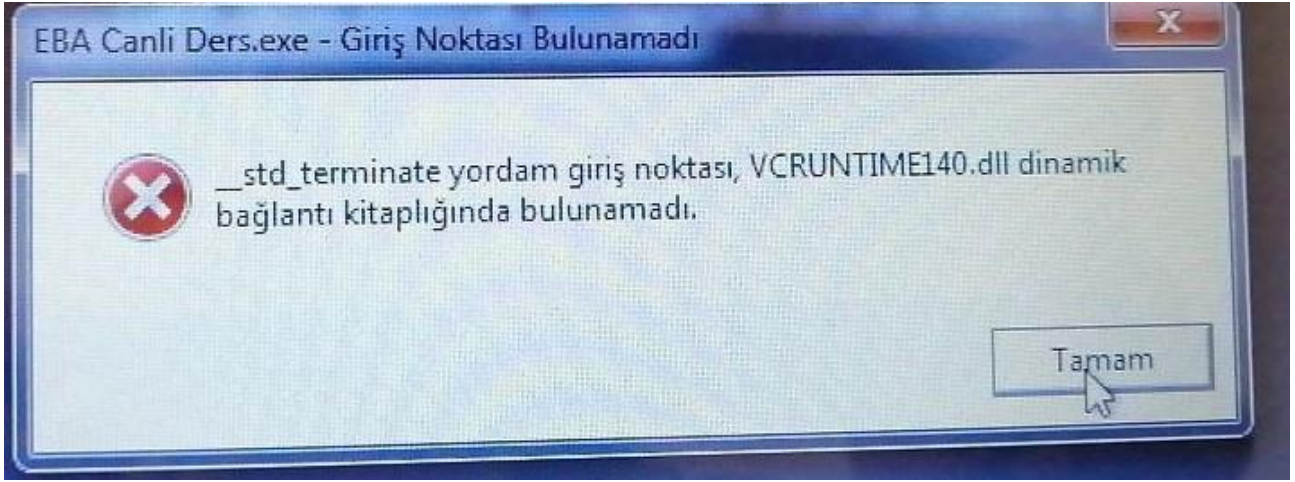 EBA Canli Ders.exe - Giriş Noktası Bulunamadı
X
__std_terminate yordam giriş noktası, VCRUNTIME140.dll dinamik
bağlantı kitaplığında bulunamadı.
Tamam